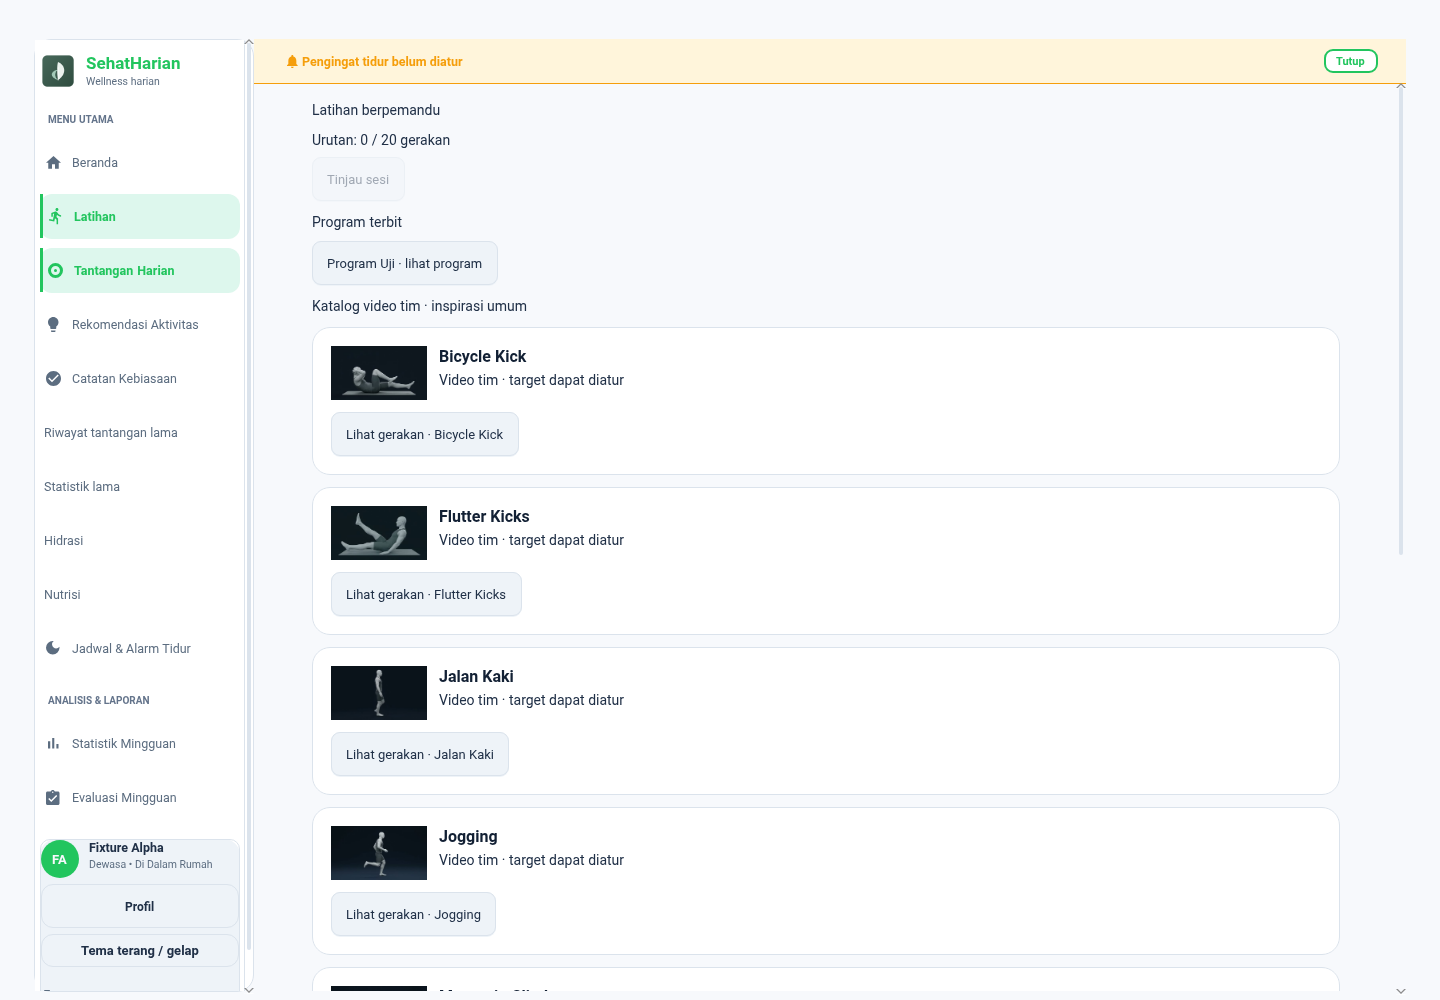 SehatHarian
Wellness harian
MENU UTAMA
Beranda
Latihan
Tantangan Harian
Rekomendasi Aktivitas
Catatan Kebiasaan
Riwayat tantangan lama
Statistik lama
Hidrasi
Nutrisi
Jadwal & Alarm Tidur
ANALISIS & LAPORAN
Statistik Mingguan
Evaluasi Mingguan
FA
Fixture Alpha
Dewasa • Di Dalam Rumah
Profil
Tema terang / gelap
Pengingat tidur belum diatur
Tutup
Latihan berpemandu
Urutan: 0 / 20 gerakan
Tinjau sesi
Program terbit
Program Uji · lihat program
Katalog video tim · inspirasi umum
Bicycle Kick
Video tim · target dapat diatur
Lihat gerakan · Bicycle Kick
Flutter Kicks
Video tim · target dapat diatur
Lihat gerakan · Flutter Kicks
Jalan Kaki
Video tim · target dapat diatur
Lihat gerakan · Jalan Kaki
Jogging
Video tim · target dapat diatur
Lihat gerakan · Jogging